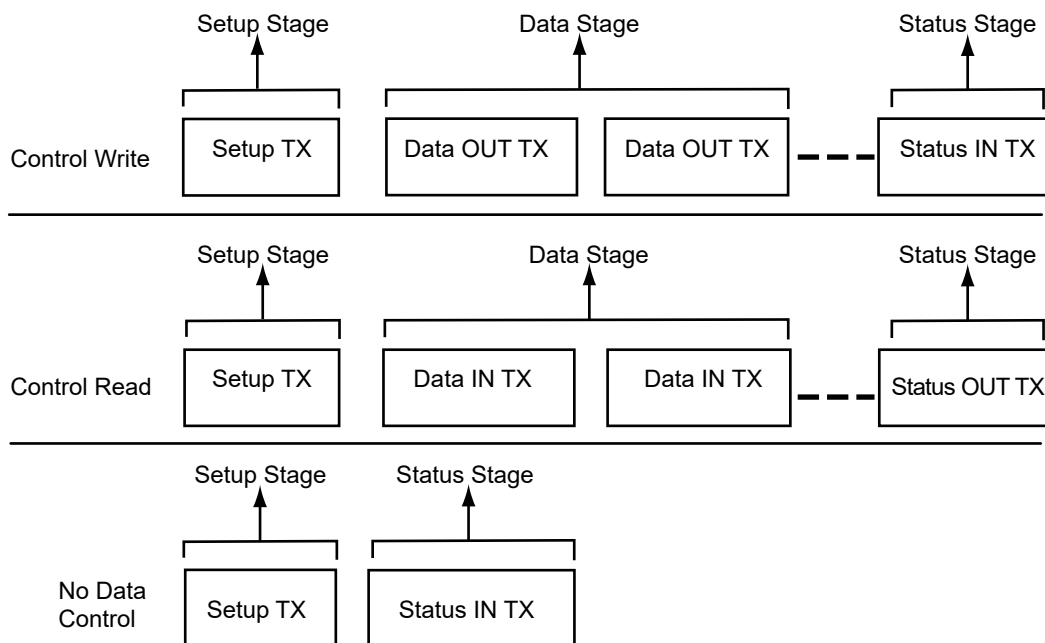 Setup Stage
Data Stage
Status Stage
Control Write
Setup TX
Data OUT TX
Data OUT TX
Status IN TX
Setup Stage
Data Stage
Status Stage
Control Read
Setup TX
Data IN TX
Data IN TX
Status OUT TX
Setup Stage
Status Stage
No Data
Control
Setup TX
Status IN TX